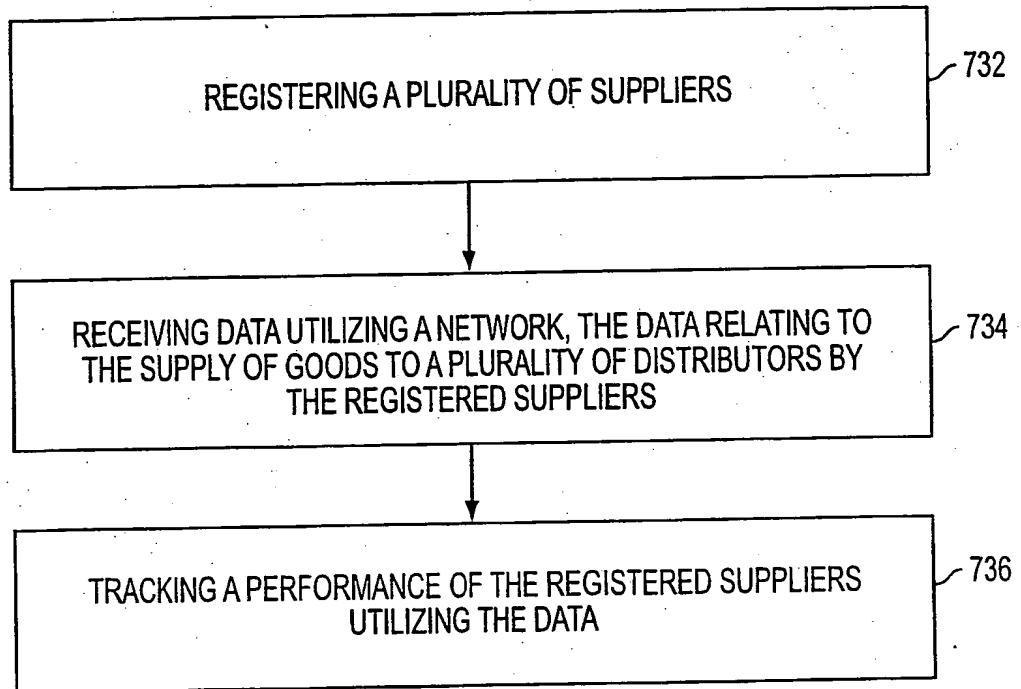 REGISTERING A PLURALITY OF SUPPLIERS
732
RECEIVING DATA UTILIZING A NETWORK, THE DATA RELATING TO
THE SUPPLY OF GOODS TO A PLURALITY OF DISTRIBUTORS BY
THE REGISTERED SUPPLIERS
734
TRACKING A PERFORMANCE OF THE REGISTERED SUPPLIERS
UTILIZING THE DATA
736